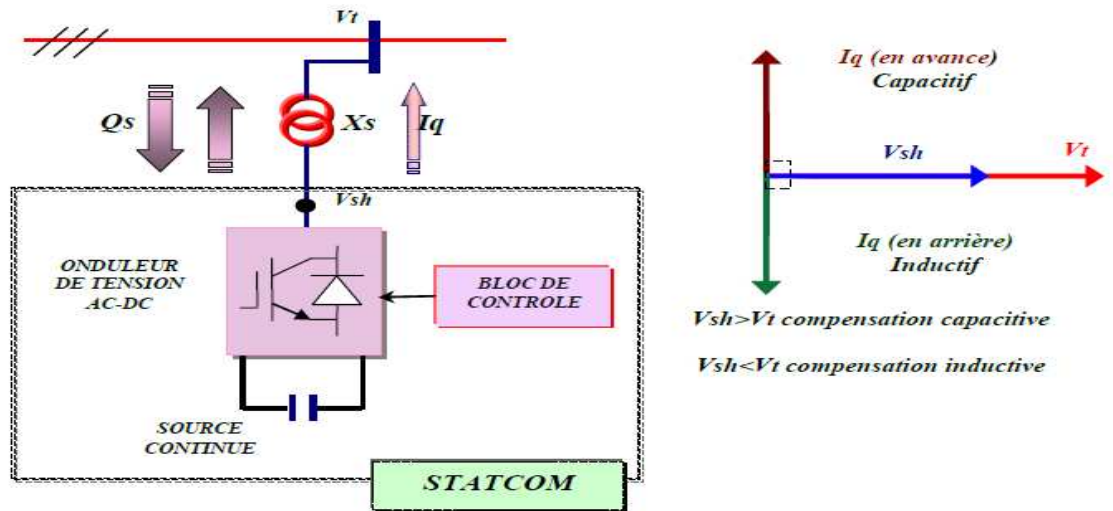 Vt
Qs
Xs
Iq
Vsh
ONDULEUR
DE TENSION
AC-DC
BLOC DE
CONTROLE
SOURCE
CONTINUE
STATCOM
Iq (en avance)
Capacitif
Vsh
Vt
Iq (en arrière)
Inductif
Vsh>Vt compensation capacitive
Vsh<Vt compensation inductive